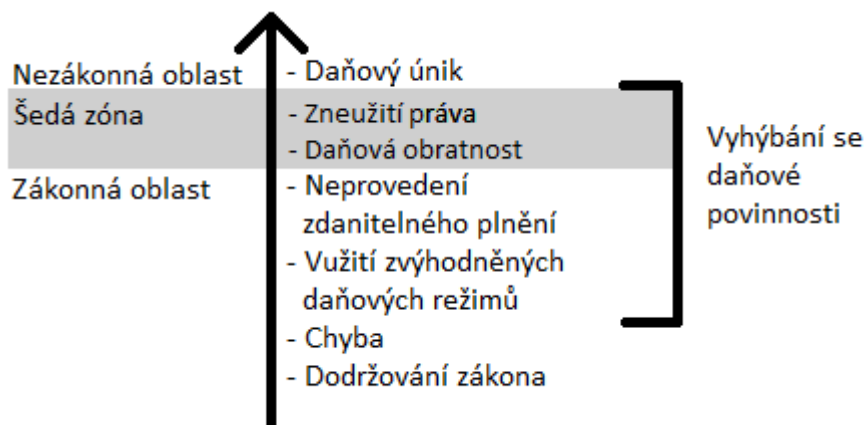 Nezákonná oblast
- Daňový únik
Šedá zóna
- Zneužití práva
- Daňová obratnost
Zákonná oblast
- Neprovedení
zdanitelného plnění
- Vužití zvýhodněných
daňových režimů
- Chyba
- Dodržování zákona
Vyhýbání se
daňové
povinnosti